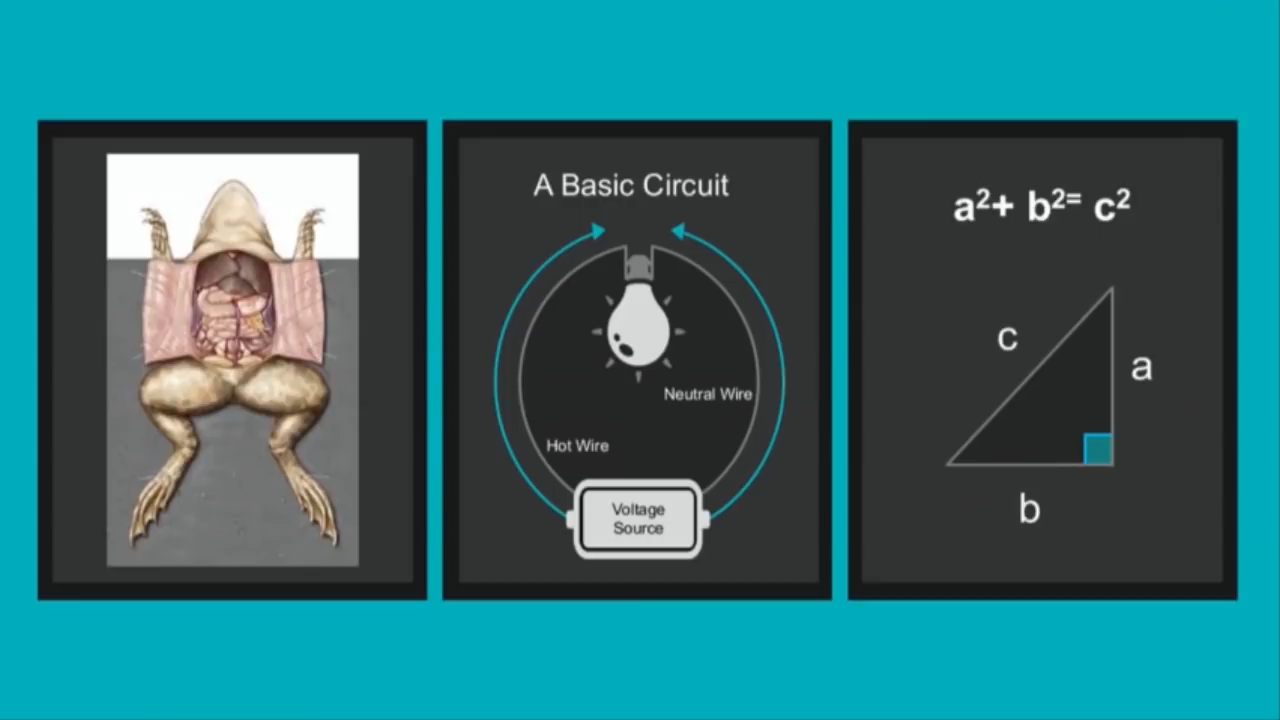 A Basic Circuit
Neutral Wire
Hot Wire
Voltage
Source
a²+ b²⁼ c²
c
a
b